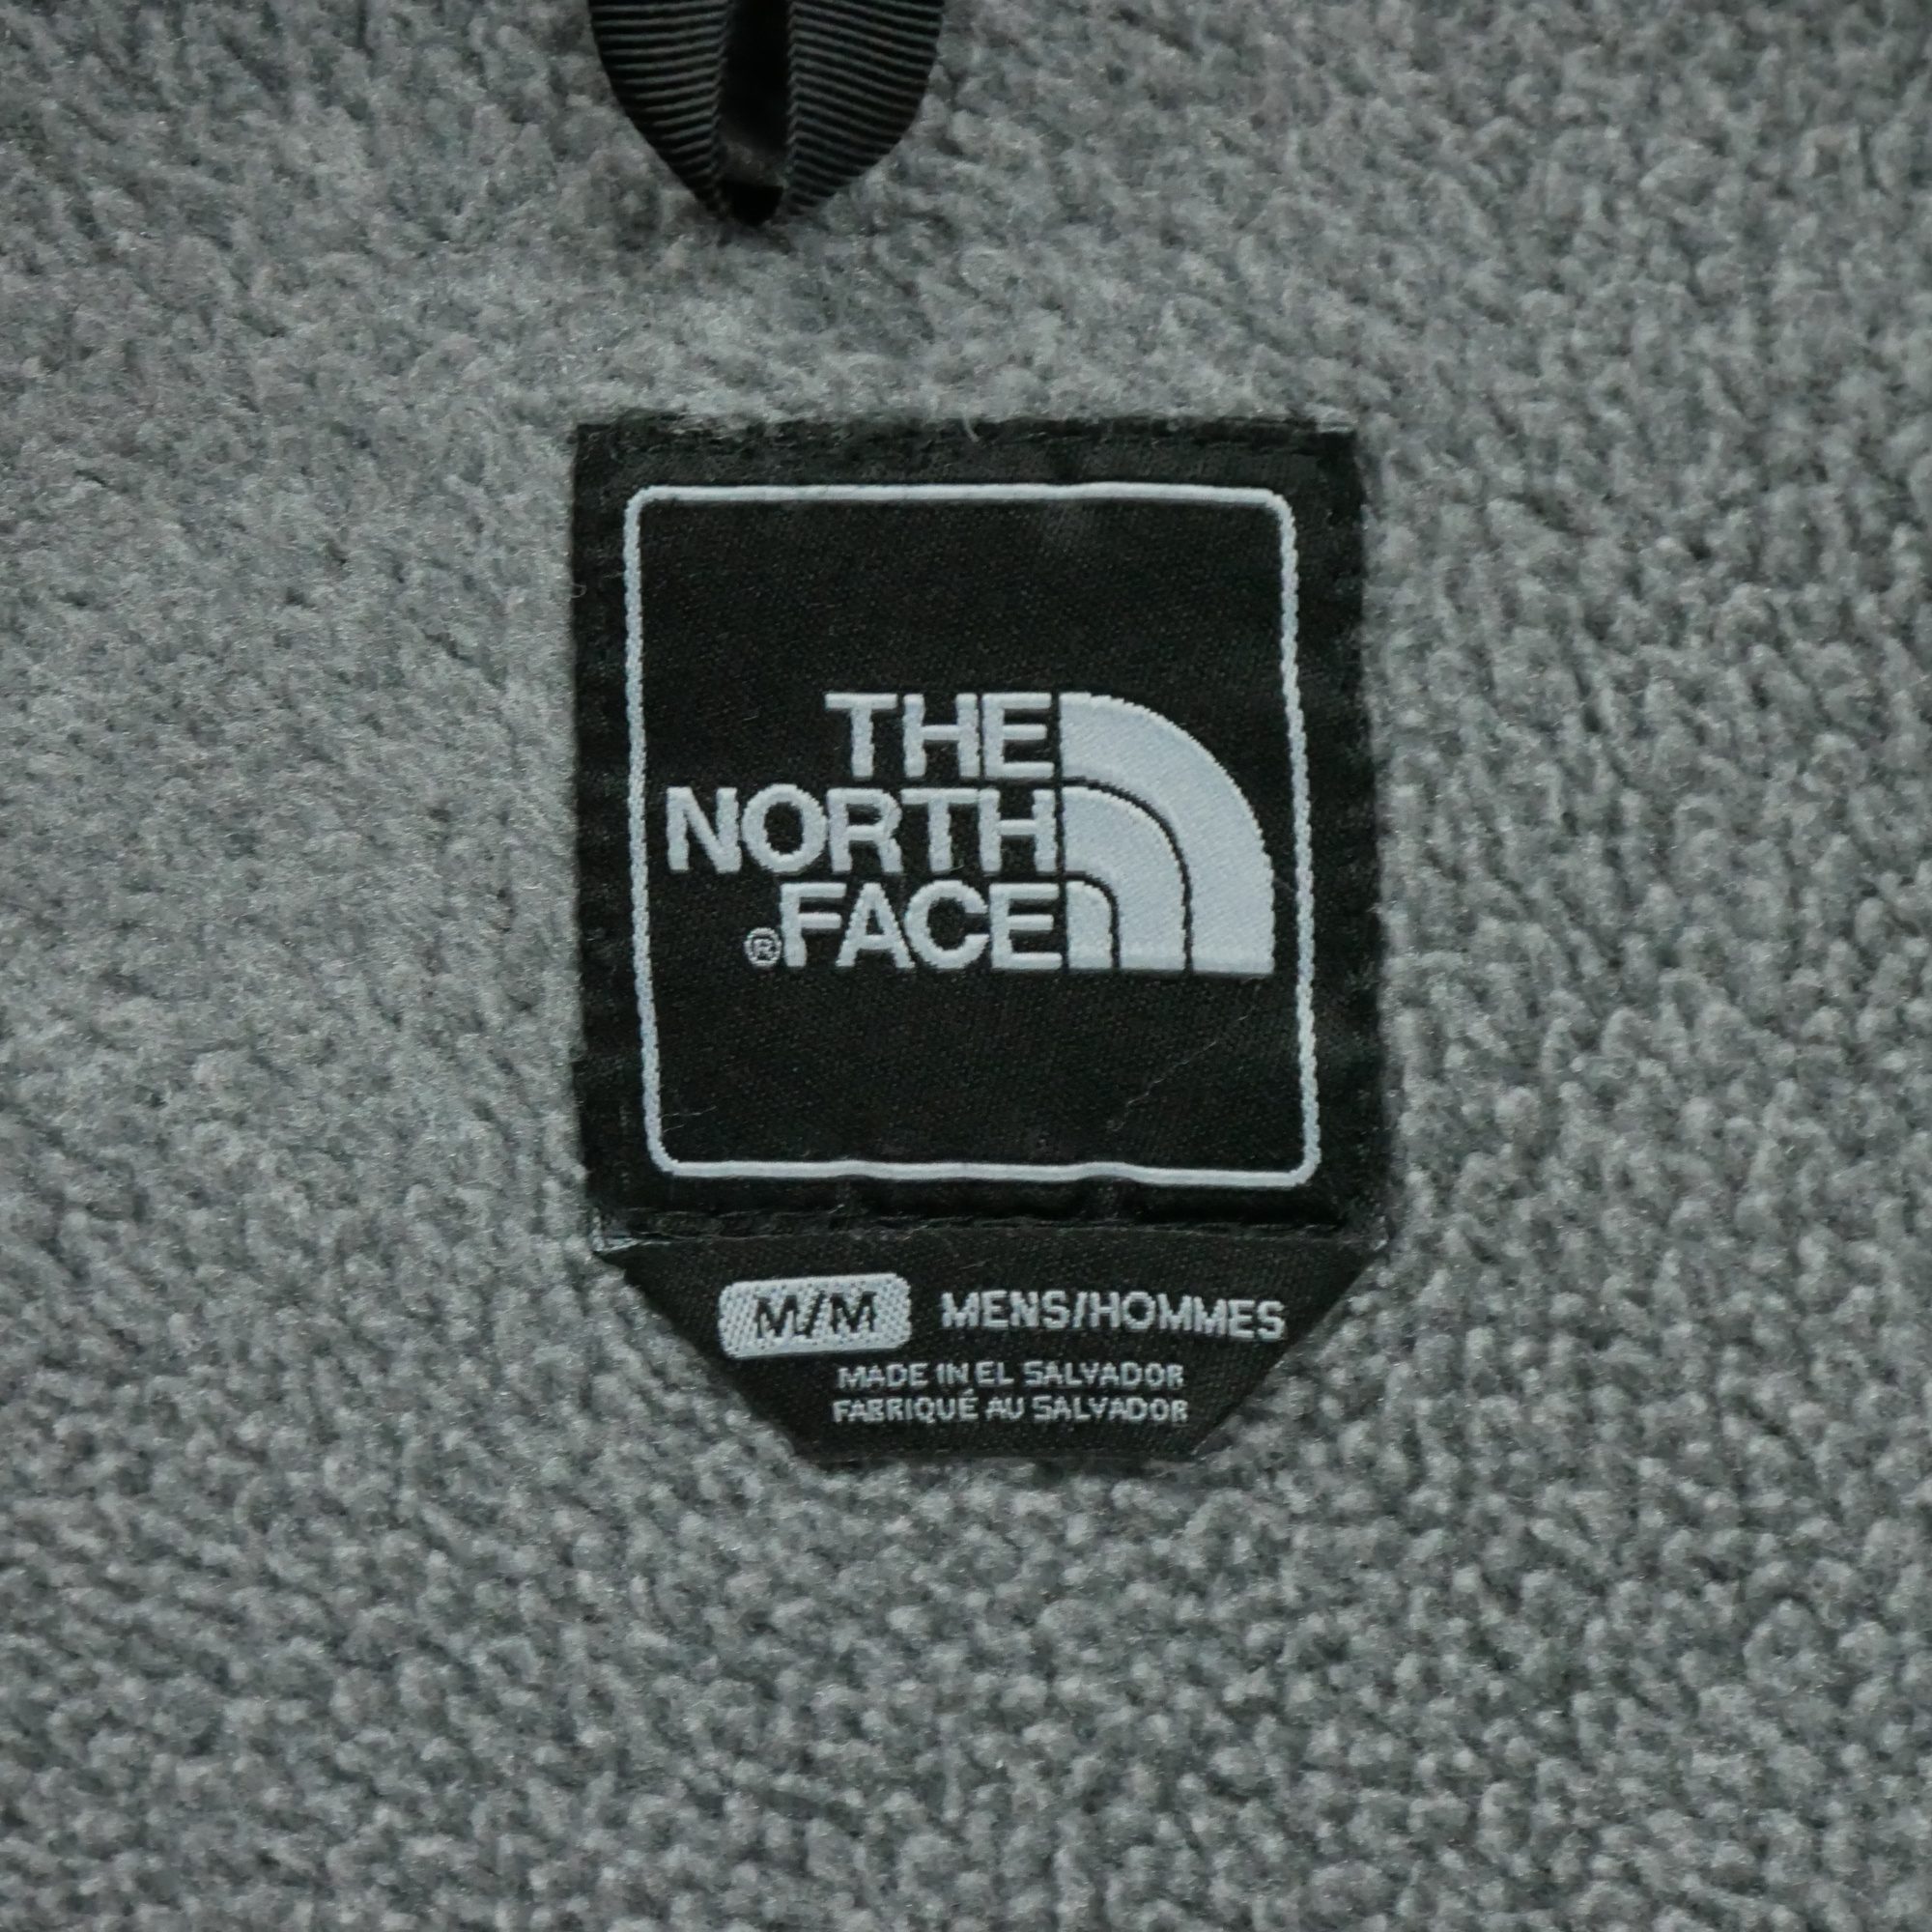 THE
NORTH
®FACE
M/M MENS/HOMMES
MADE IN EL SALVADOR
FABRIQUÉ AU SALVADOR